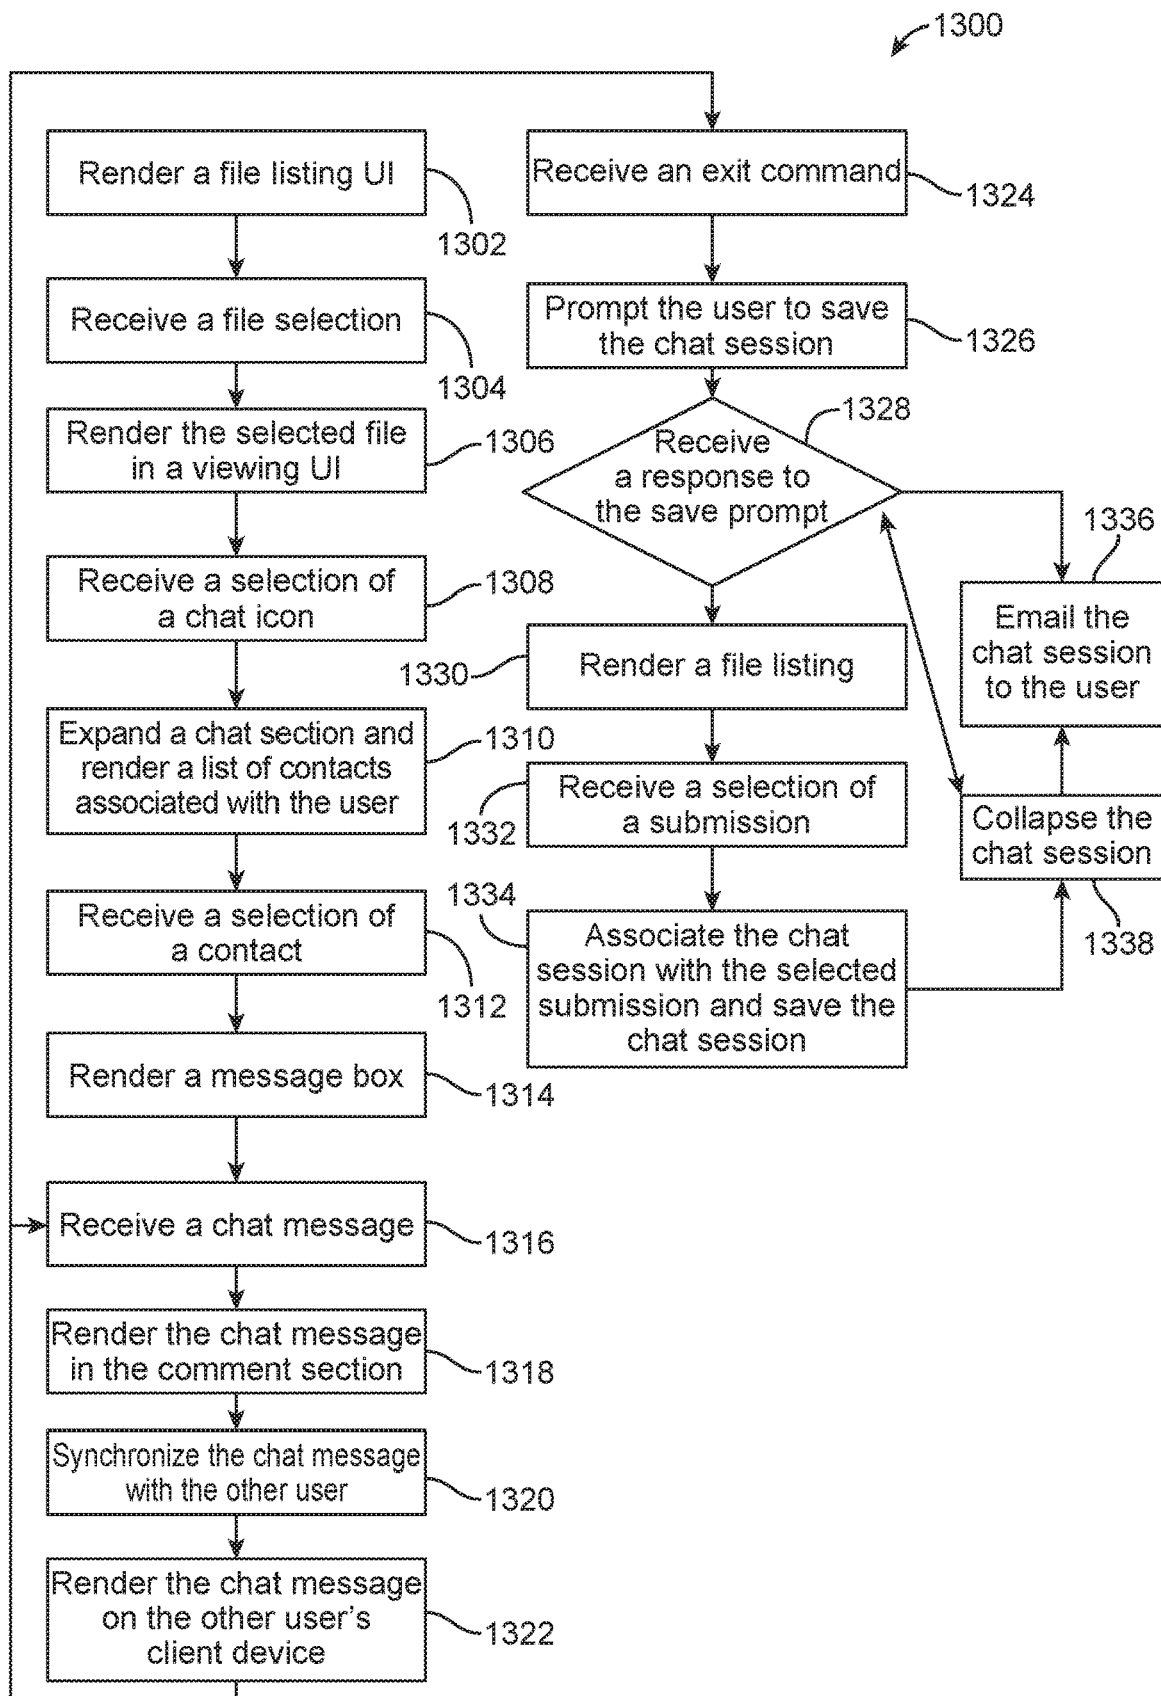 1300
Render a file listing UI
1302
Receive a file selection
1304
Render the selected file
in a viewing UI
1306
Receive a selection of
a chat icon
1308
Expand a chat section and
render a list of contacts
associated with the user
1310
Receive a selection of
a contact
1312
Render a message box
1314
Receive a chat message
1316
Render the chat message
in the comment section
1318
Synchronize the chat message
with the other user
1320
Render the chat message
on the other user's
client device
1322
Receive an exit command
1324
Prompt the user to save
the chat session
1326
Receive
a response to
the save prompt
1328
Render a file listing
1330
Receive a selection of
a submission
1332
Associate the chat
session with the selected
submission and save the
chat session
1334
Email the
chat session
to the user
1336
Collapse the
chat session
1338